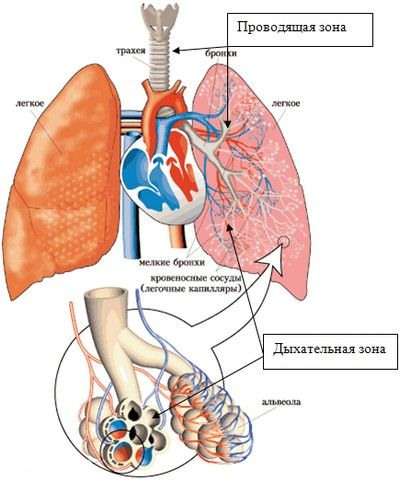 Проводящая зона
трахея
бронхи
легкое
легкое
мелкие бронхи
кровеносные сосуды
(легочные капилляры)
Дыхательная зона
альвеола